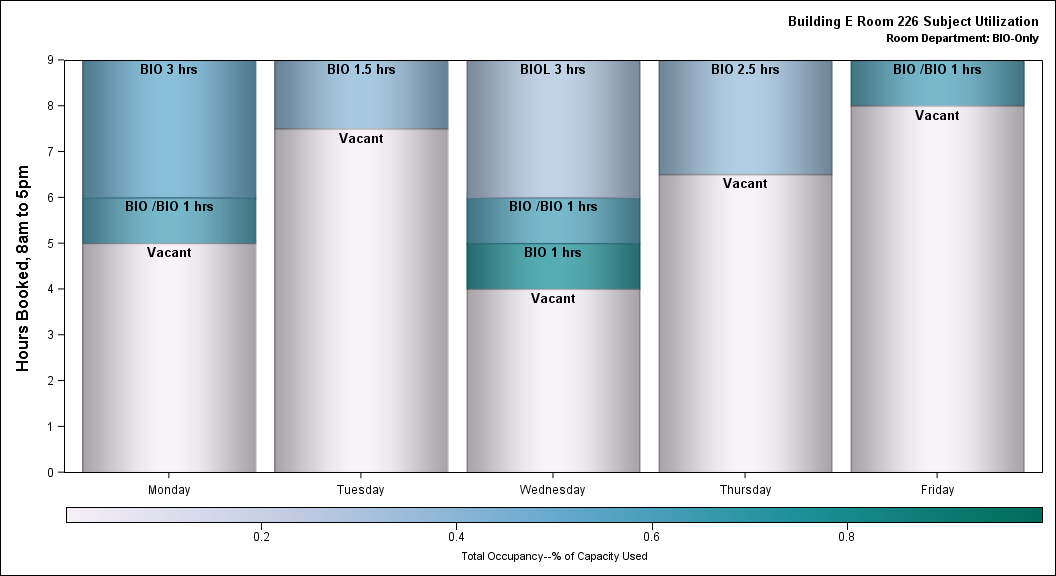 Building E Room 226 Subject Utilization
Room Department: BIO-Only
Hours Booked, 8am to 5pm
9
8
7
6
5
4
3
2
1
0
BIO 3 hrs
BIO /BIO 1 hrs
Vacant
BIO 1.5 hrs
Vacant
BIOL 3 hrs
BIO /BIO 1 hrs
BIO 1 hrs
Vacant
BIO 2.5 hrs
Vacant
BIO /BIO 1 hrs
Vacant
Monday Tuesday Wednesday Thursday Friday
0.2 0.4 0.6 0.8
Total Occupancy--% of Capacity Used